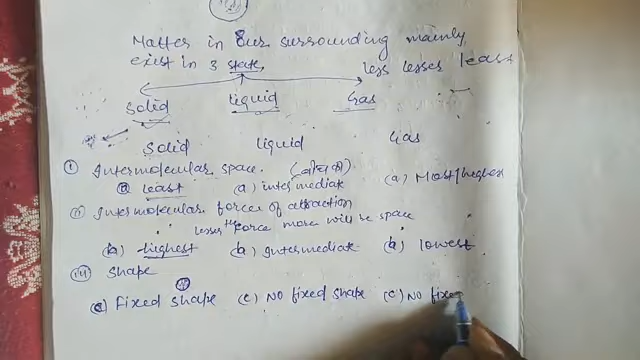 Matter in Our surrounding mainly
exist in 3 state,
less lesser least
Solid Liquid Gas
Solid Liquid Gas
(i) Intermolecular space.
(a) least (a) intermediate (a) Most/highest
(ii) Intermolecular force of attraction
lesser the force more will be space
(b) highest (b) Intermediate (b) lowest
(iii) Shape
(c) Fixed Shape (c) No fixed shape (c) No fixe